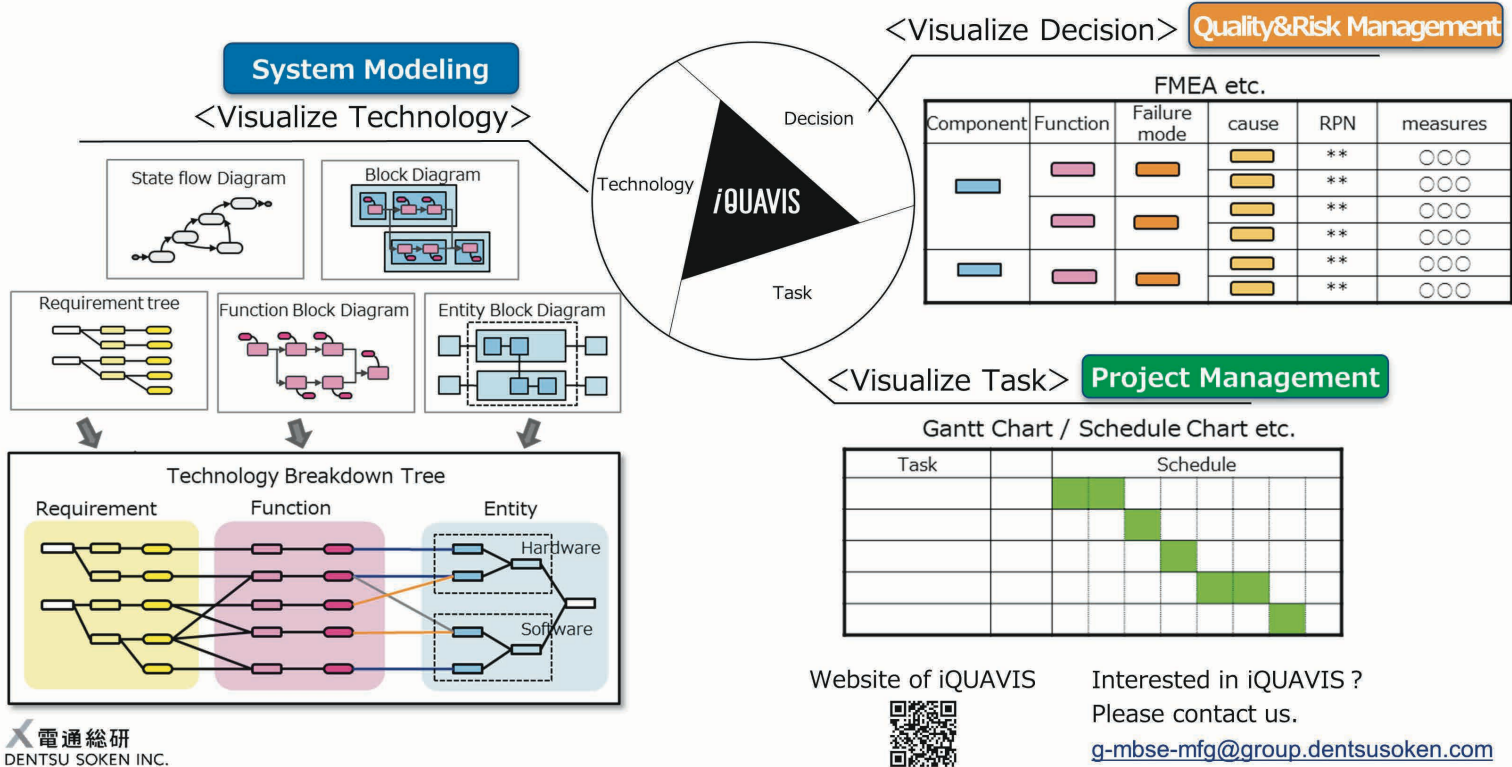 System Modeling
<Visualize Technology>
State flow Diagram
Block Diagram
Requirement tree
Function Block Diagram
Entity Block Diagram
Technology Breakdown Tree
Requirement
Function
Entity
Hardware
Software
Technology
Decision
Task
iQUAVIS
<Visualize Decision>
Quality&Risk Management
FMEA etc.
Component Function Failure mode cause RPN measures
** ○○○
** ○○○
** ○○○
** ○○○
** ○○○
** ○○○
<Visualize Task>
Project Management
Gantt Chart / Schedule Chart etc.
Task Schedule
Website of iQUAVIS
Interested in iQUAVIS ?
Please contact us.
g-mbse-mfg@group.dentsusoken.com
電通総研
DENTSU SOKEN INC.